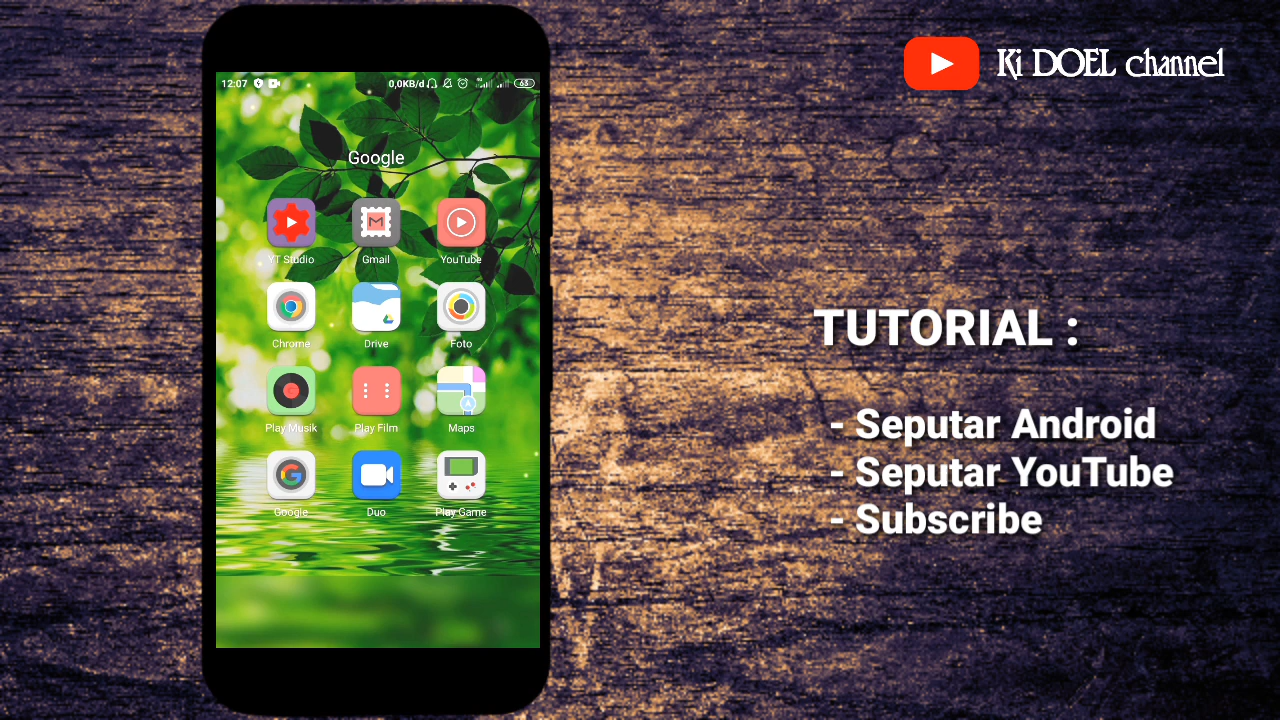 Ki DOEL channel
12:07
0,0KB/d
63
Google
YT Studio
Gmail
YouTube
Chrome
Drive
Foto
Play Musik
Play Film
Maps
Google
Duo
Play Game
TUTORIAL :
- Seputar Android
- Seputar YouTube
- Subscribe